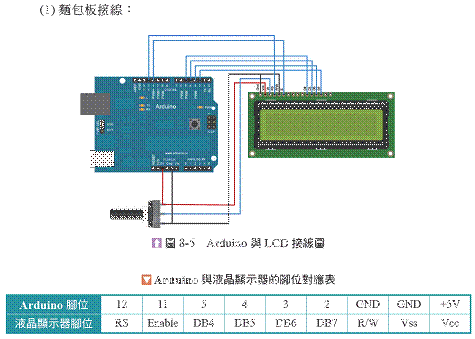 (1) 麵包板接線：
Arduino
圖 8-5 Arduino 與 LCD 接線圖
Arduino 與液晶顯示器的腳位對應表
Arduino 腳位 12 11 5 4 3 2 GND GND +5V
液晶顯示器腳位 RS Enable DB4 DB5 DB6 DB7 R/W Vss Vcc